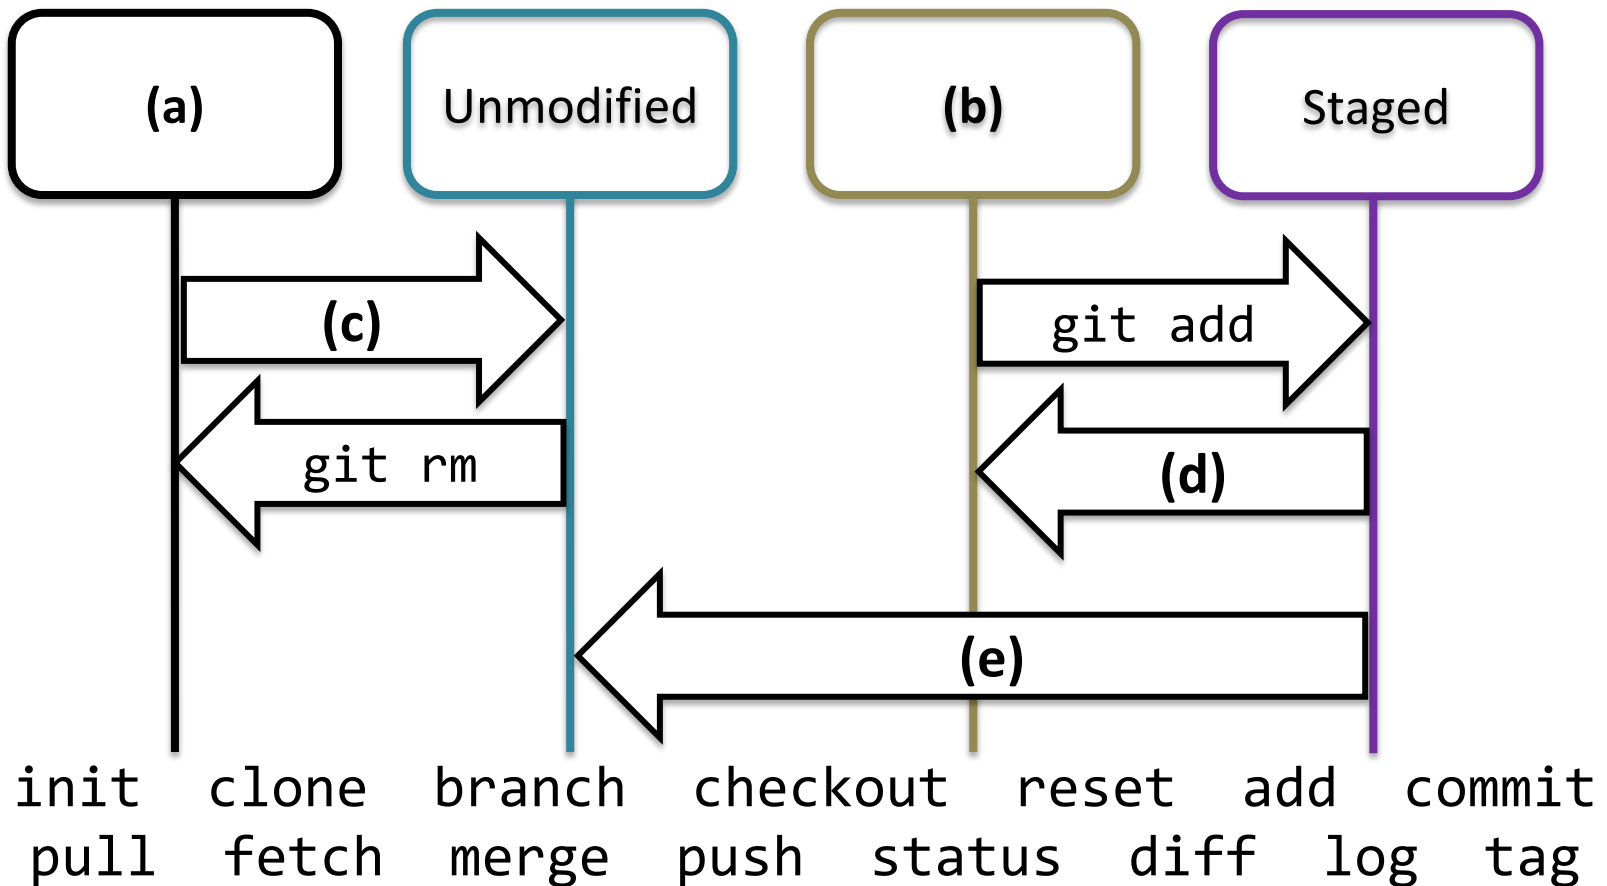 (a) Unmodified (b) Staged
(c) git add
git rm (d)
(e)
init clone branch checkout reset add commit
pull fetch merge push status diff log tag